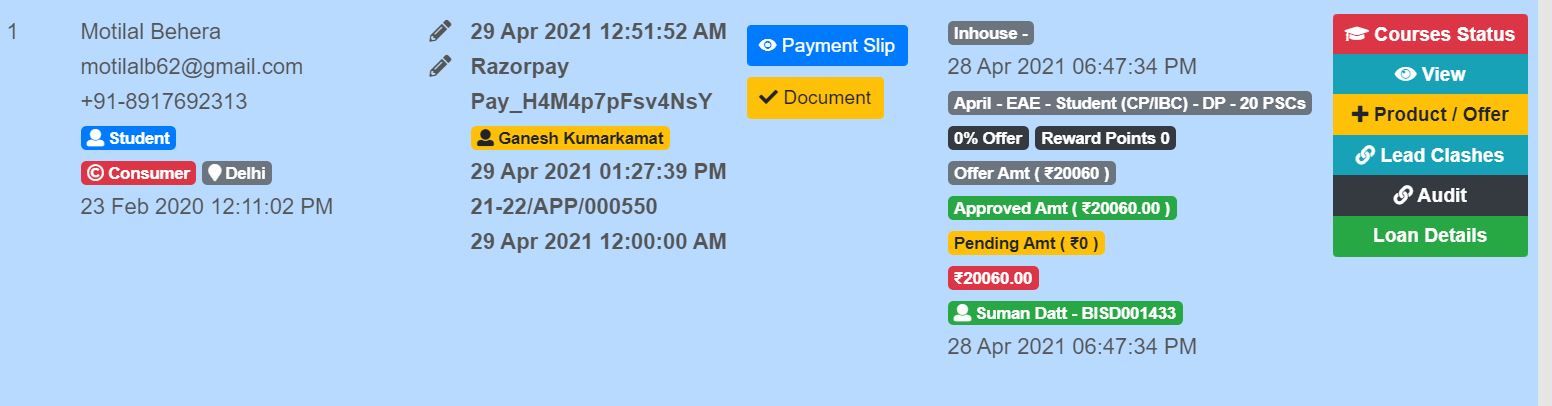 1
Motilal Behera
motilalb62@gmail.com
+91-8917692313
Student
Consumer Delhi
23 Feb 2020 12:11:02 PM
29 Apr 2021 12:51:52 AM
Razorpay
Pay_H4M4p7pFsv4NsY
Ganesh Kumarkamat
29 Apr 2021 01:27:39 PM
21-22/APP/000550
29 Apr 2021 12:00:00 AM
Payment Slip
Document
Inhouse -
28 Apr 2021 06:47:34 PM
April - EAE - Student (CP/IBC) - DP - 20 PSCs
0% Offer Reward Points 0
Offer Amt ( ₹20060 )
Approved Amt ( ₹20060.00 )
Pending Amt ( ₹0 )
₹20060.00
Suman Datt - BISD001433
28 Apr 2021 06:47:34 PM
Courses Status
View
Product / Offer
Lead Clashes
Audit
Loan Details